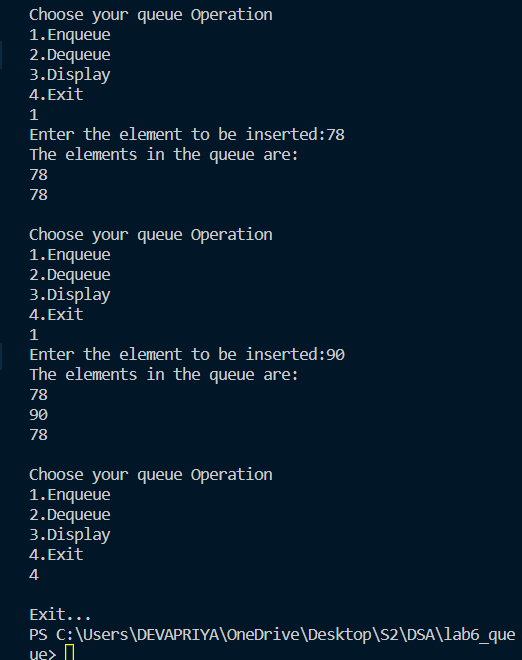 Choose your queue Operation
1.Enqueue
2.Dequeue
3.Display
4.Exit
1
Enter the element to be inserted:78
The elements in the queue are:
78
78
Choose your queue Operation
1.Enqueue
2.Dequeue
3.Display
4.Exit
1
Enter the element to be inserted:90
The elements in the queue are:
78
90
78
Choose your queue Operation
1.Enqueue
2.Dequeue
3.Display
4.Exit
4
Exit...
PS C:\Users\DEVAPRIYA\OneDrive\Desktop\S2\DSA\lab6_que
ue>